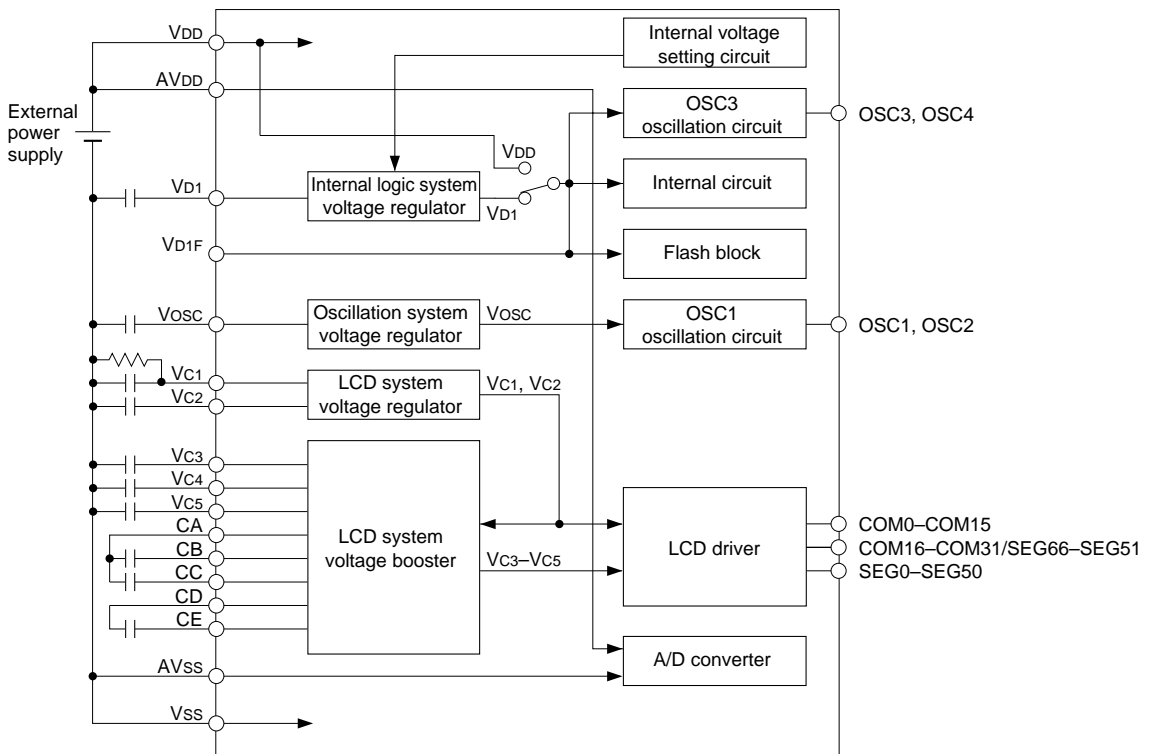 VDD
AVDD
External
power
supply
VD1
VD1F
VOSC
VC1
VC2
VC3
VC4
VC5
CA
CB
CC
CD
CE
AVSS
VSS
Internal voltage
setting circuit
OSC3
oscillation circuit
OSC3, OSC4
VDD
Internal logic system
voltage regulator
VD1
Internal circuit
Flash block
Oscillation system
voltage regulator
VOSC
OSC1
oscillation circuit
OSC1, OSC2
LCD system
voltage regulator
VC1, VC2
LCD system
voltage booster
VC3–VC5
LCD driver
COM0–COM15
COM16–COM31/SEG66–SEG51
SEG0–SEG50
A/D converter